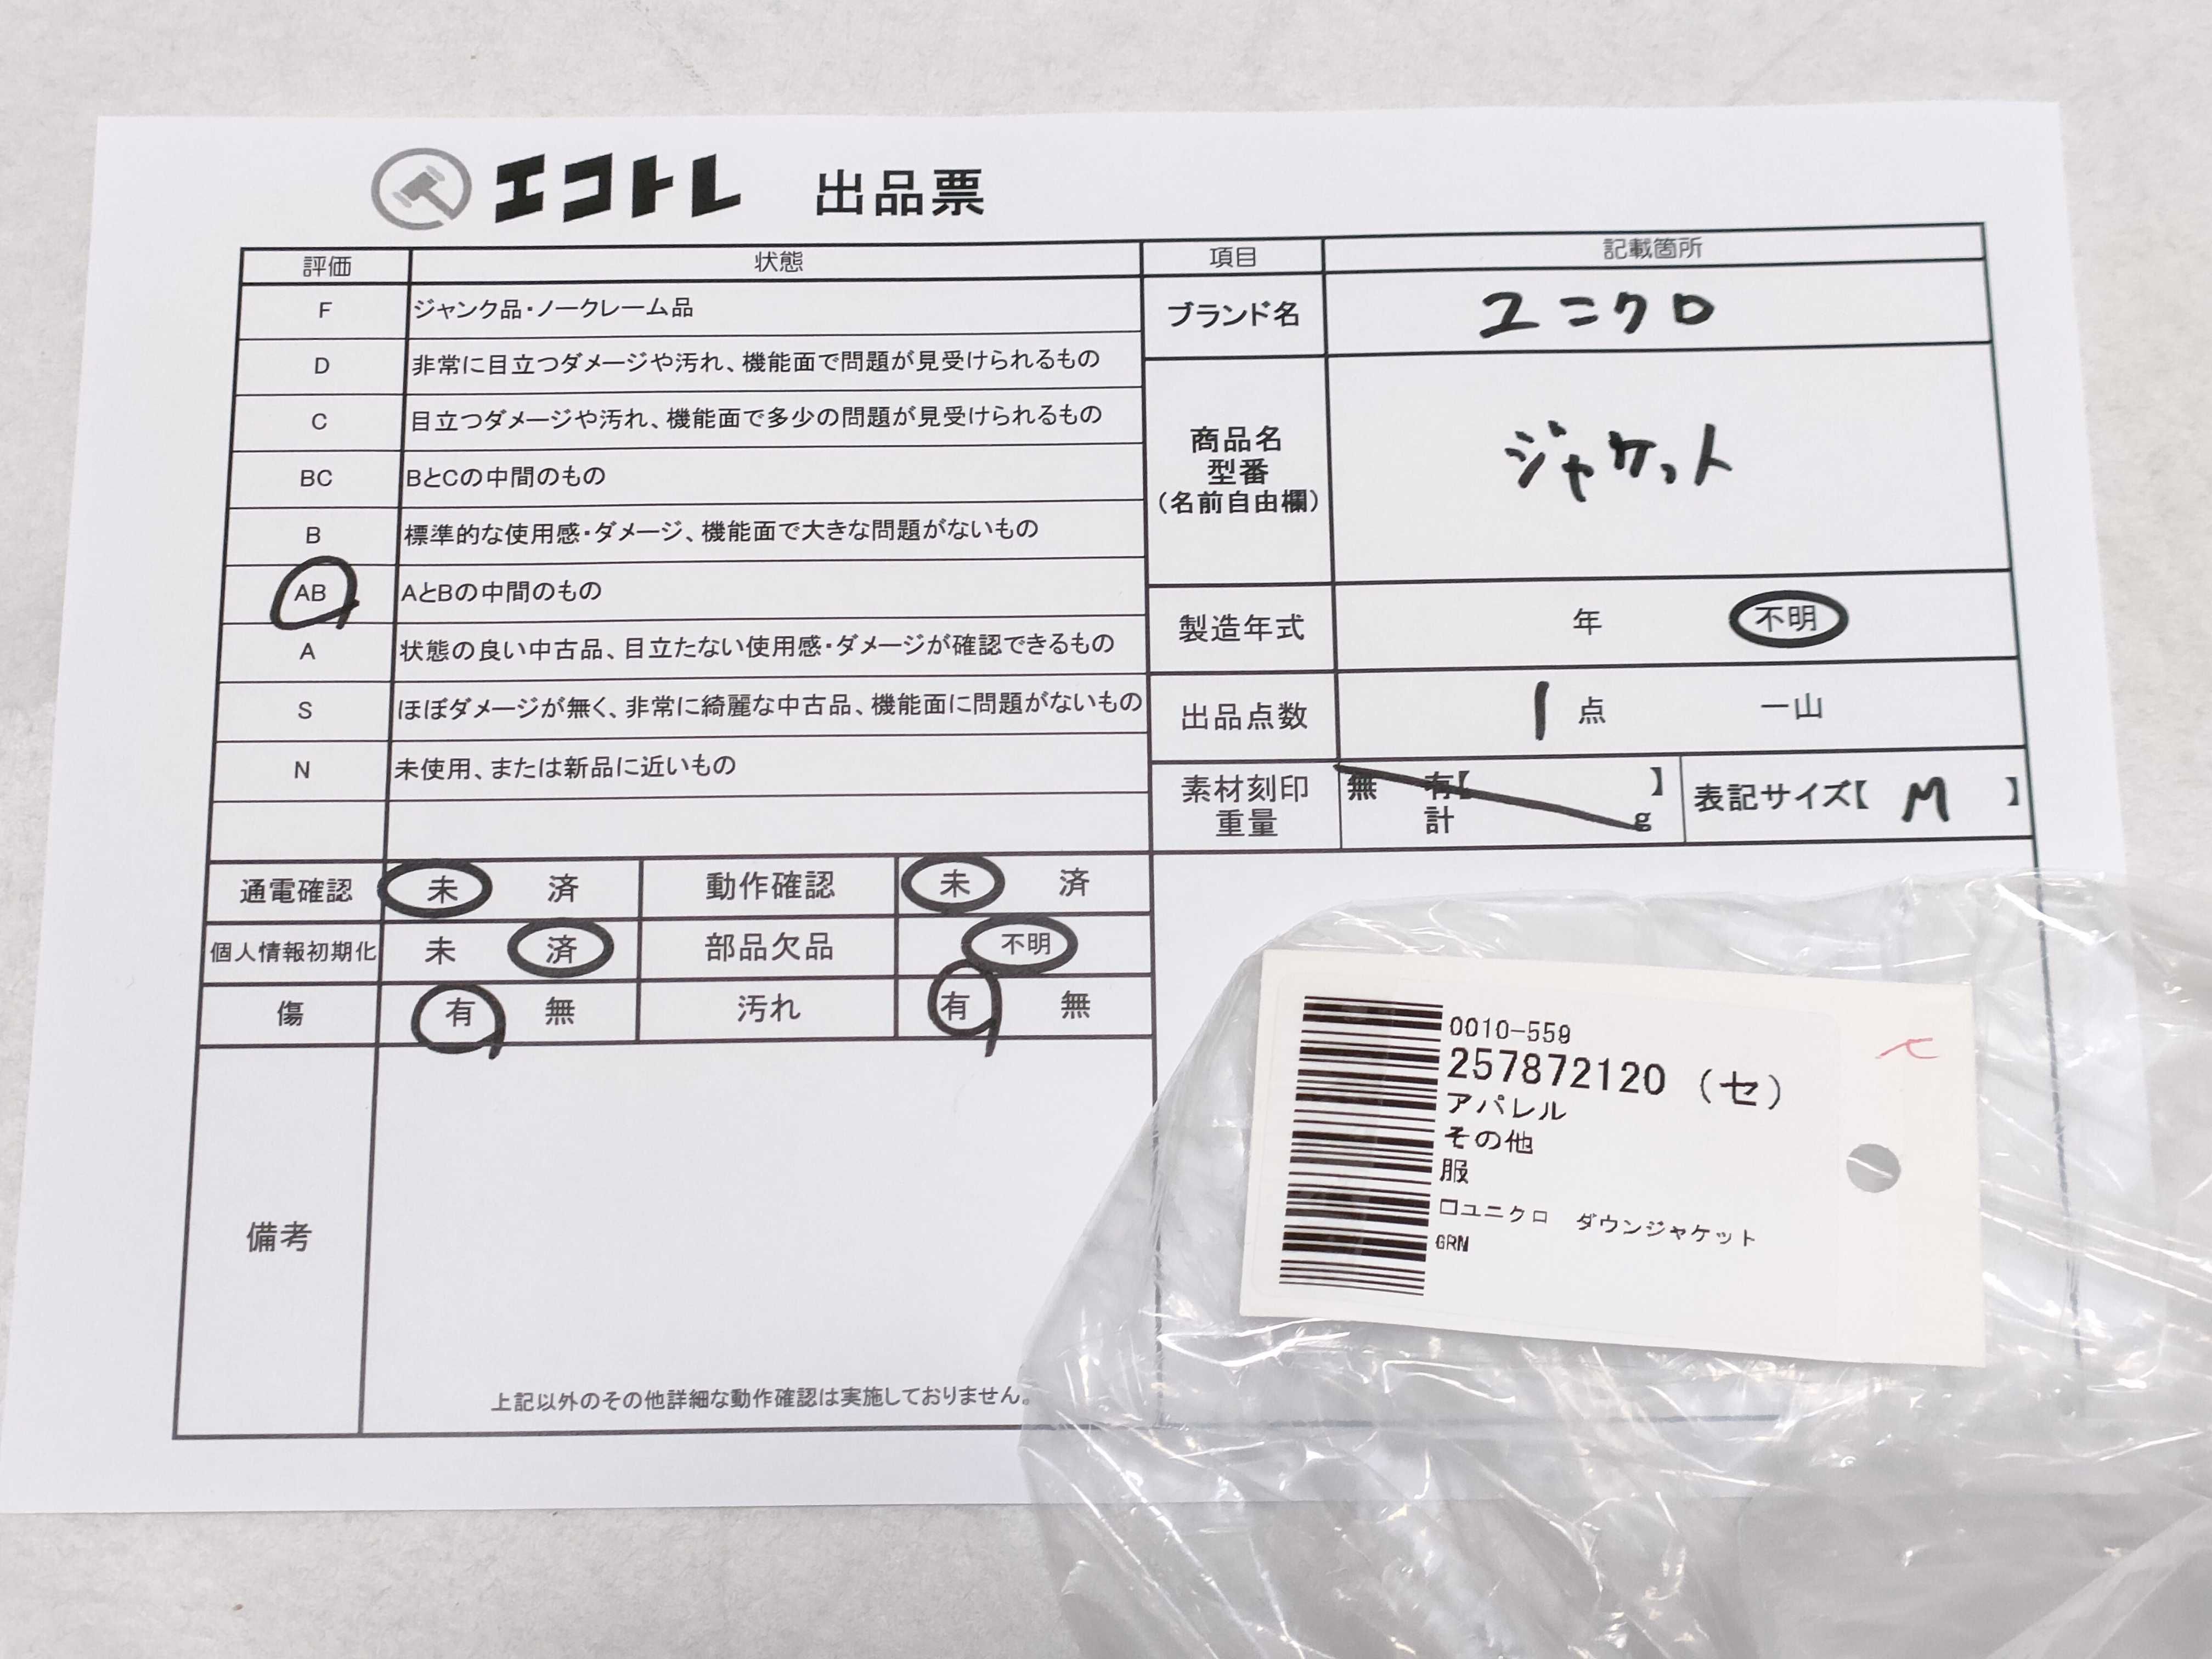 エコトレ 出品票
評価 状態
F ジャンク品・ノークレーム品
D 非常に目立つダメージや汚れ、機能面で問題が見受けられるもの
C 目立つダメージや汚れ、機能面で多少の問題が見受けられるもの
BC BとCの中間のもの
B 標準的な使用感・ダメージ、機能面で大きな問題がないもの
AB AとBの中間のもの
A 状態の良い中古品、目立たない使用感・ダメージが確認できるもの
S ほぼダメージが無く、非常に綺麗な中古品、機能面に問題がないもの
N 未使用、または新品に近いもの
項目 記載箇所
ブランド名 ユニクロ
商品名
型番
(名前自由欄)
ジャケット
製造年式 年 不明
出品点数 1 点 一山
素材刻印
重量
無 有【 】
計 g
表記サイズ【 M 】
通電確認 未 済 動作確認 未 済
個人情報初期化 未 済 部品欠品 不明
傷 有 無 汚れ 有 無
備考
上記以外のその他詳細な動作確認は実施しておりません。
0010-559
257872120 (セ)
アパレル
その他
服
口ユニクロ ダウンジャケット
GRN